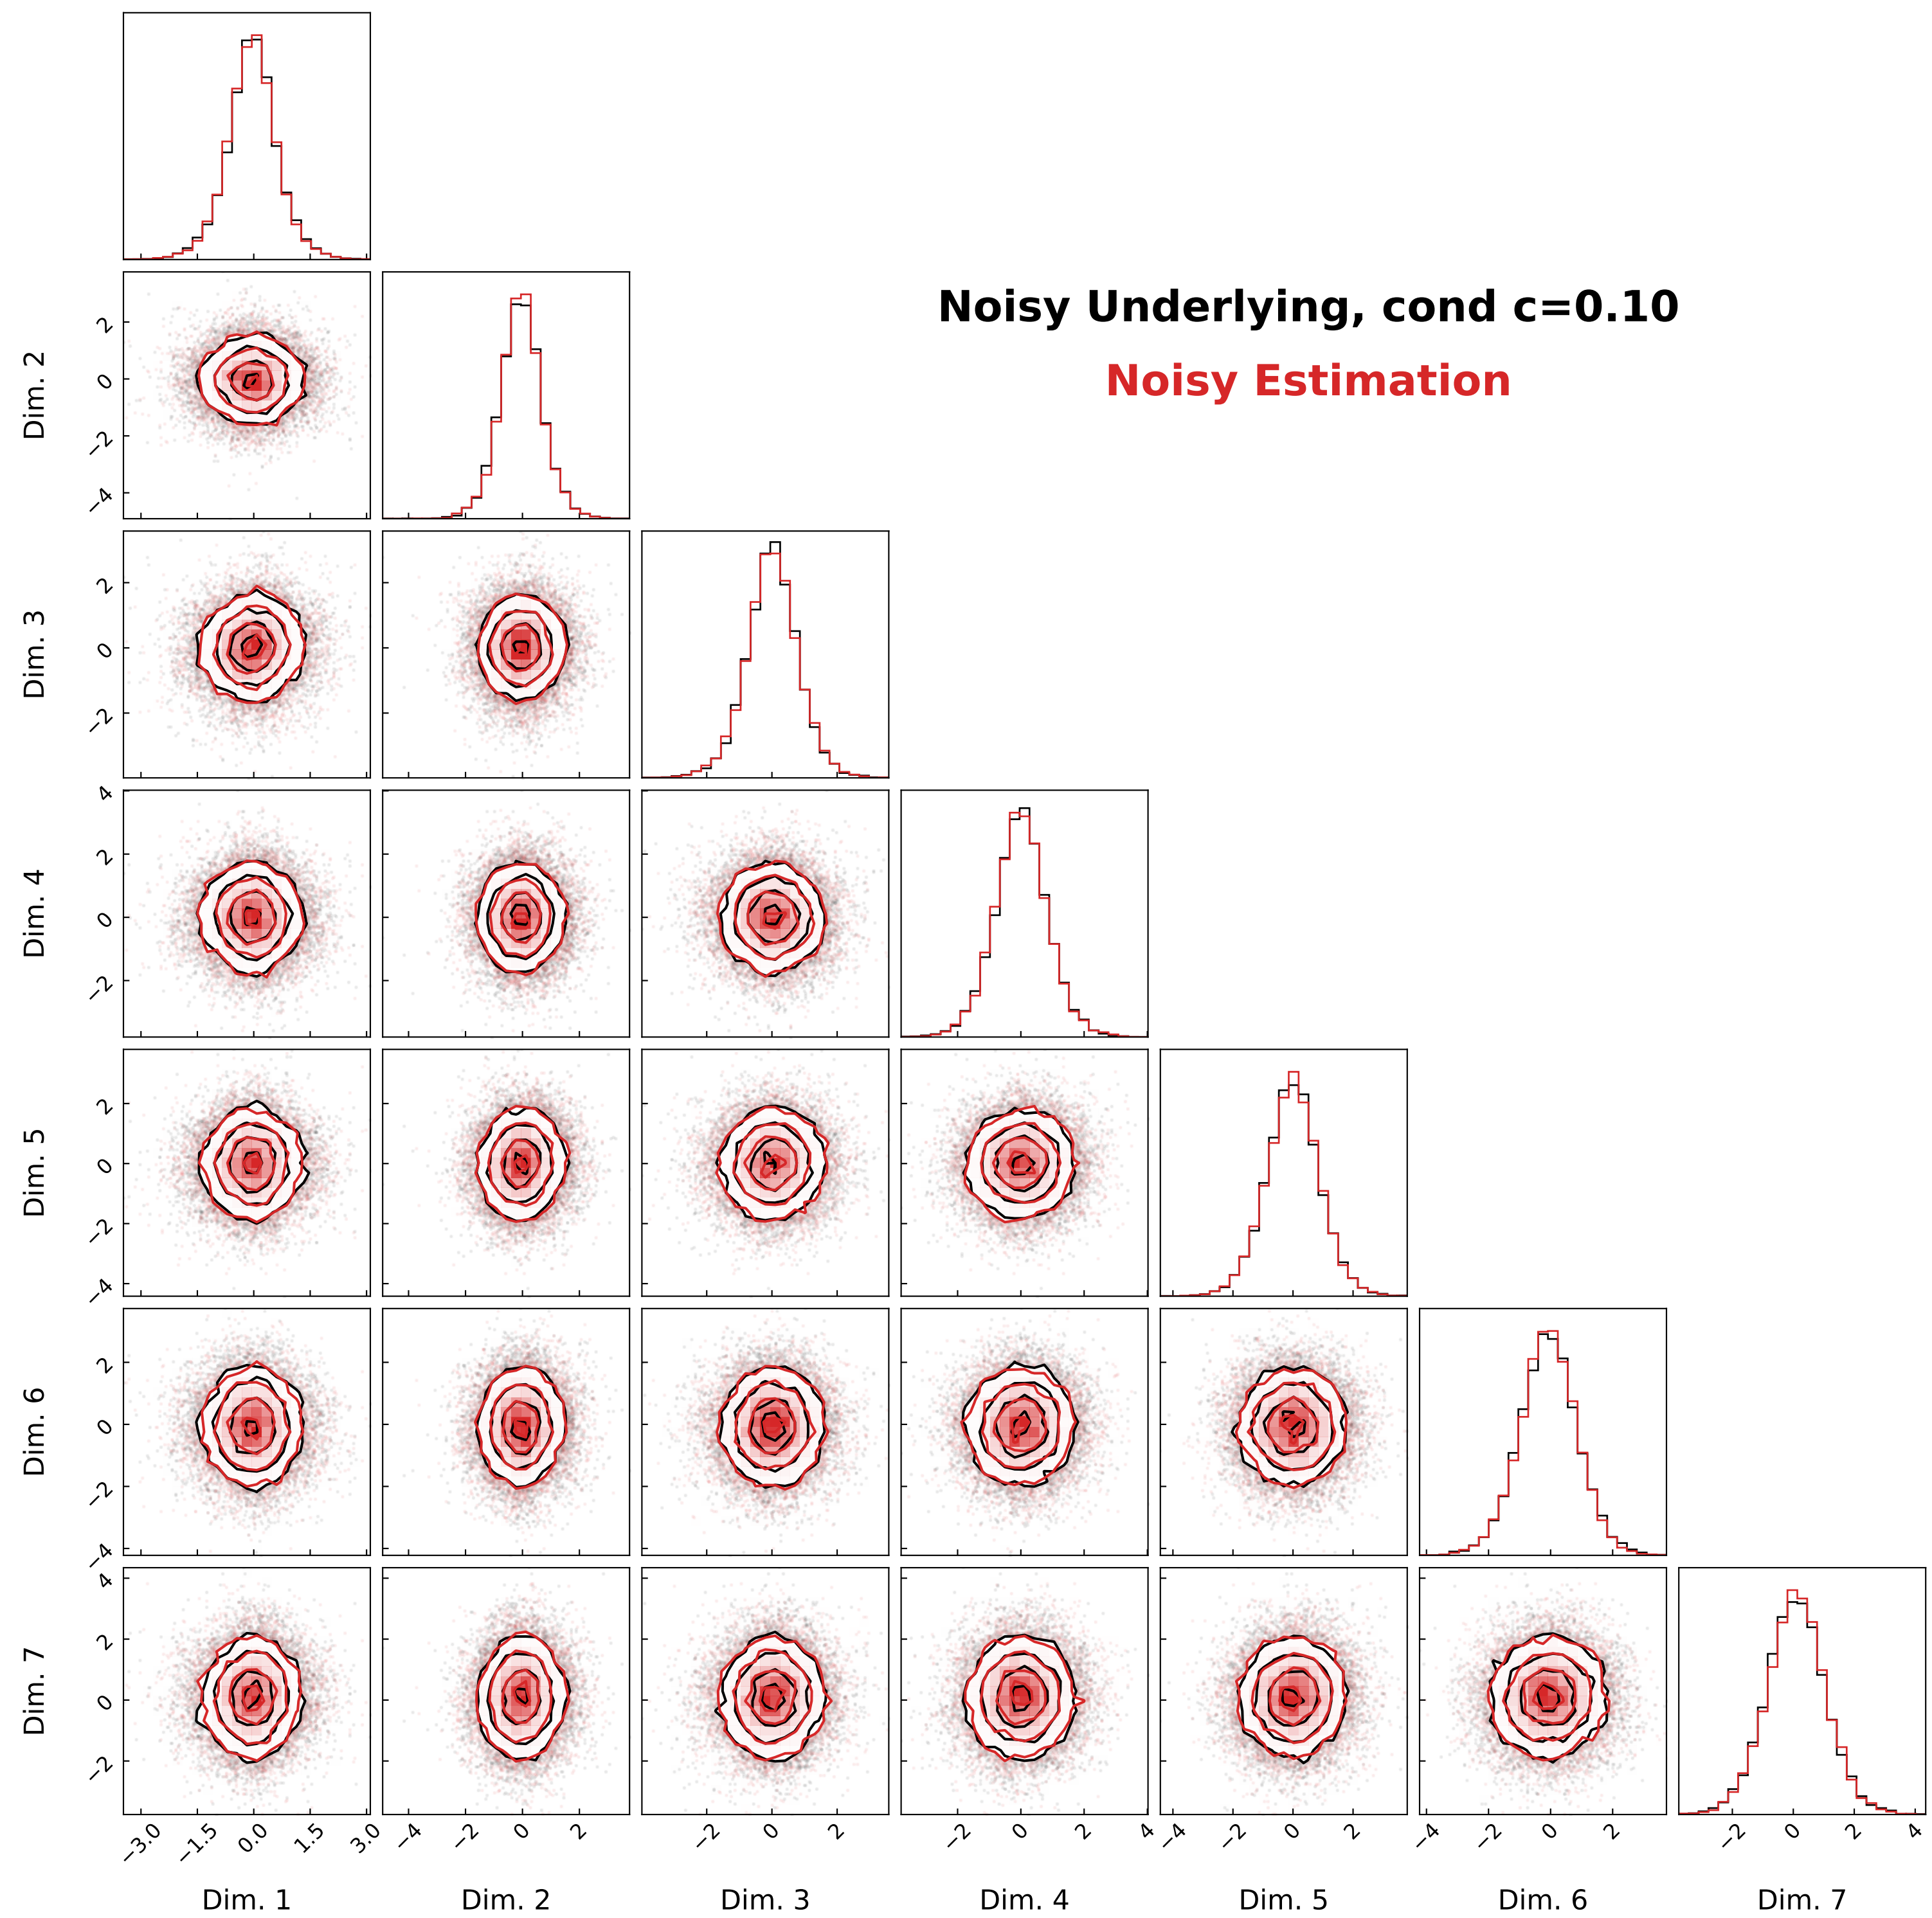 Noisy Underlying, cond c=0.10
Noisy Estimation
Dim. 2
2
0
−2
−4
Dim. 3
2
0
−2
Dim. 4
4
2
0
−2
Dim. 5
2
0
−2
−4
Dim. 6
2
0
−2
−4
Dim. 7
4
2
0
−2
−3.0 −1.5 0.0 1.5 3.0 −4 −2 0 2 −2 0 2 −2 0 2 4 −4 −2 0 2 −4 −2 0 2 −2 0 2 4
Dim. 1 Dim. 2 Dim. 3 Dim. 4 Dim. 5 Dim. 6 Dim. 7